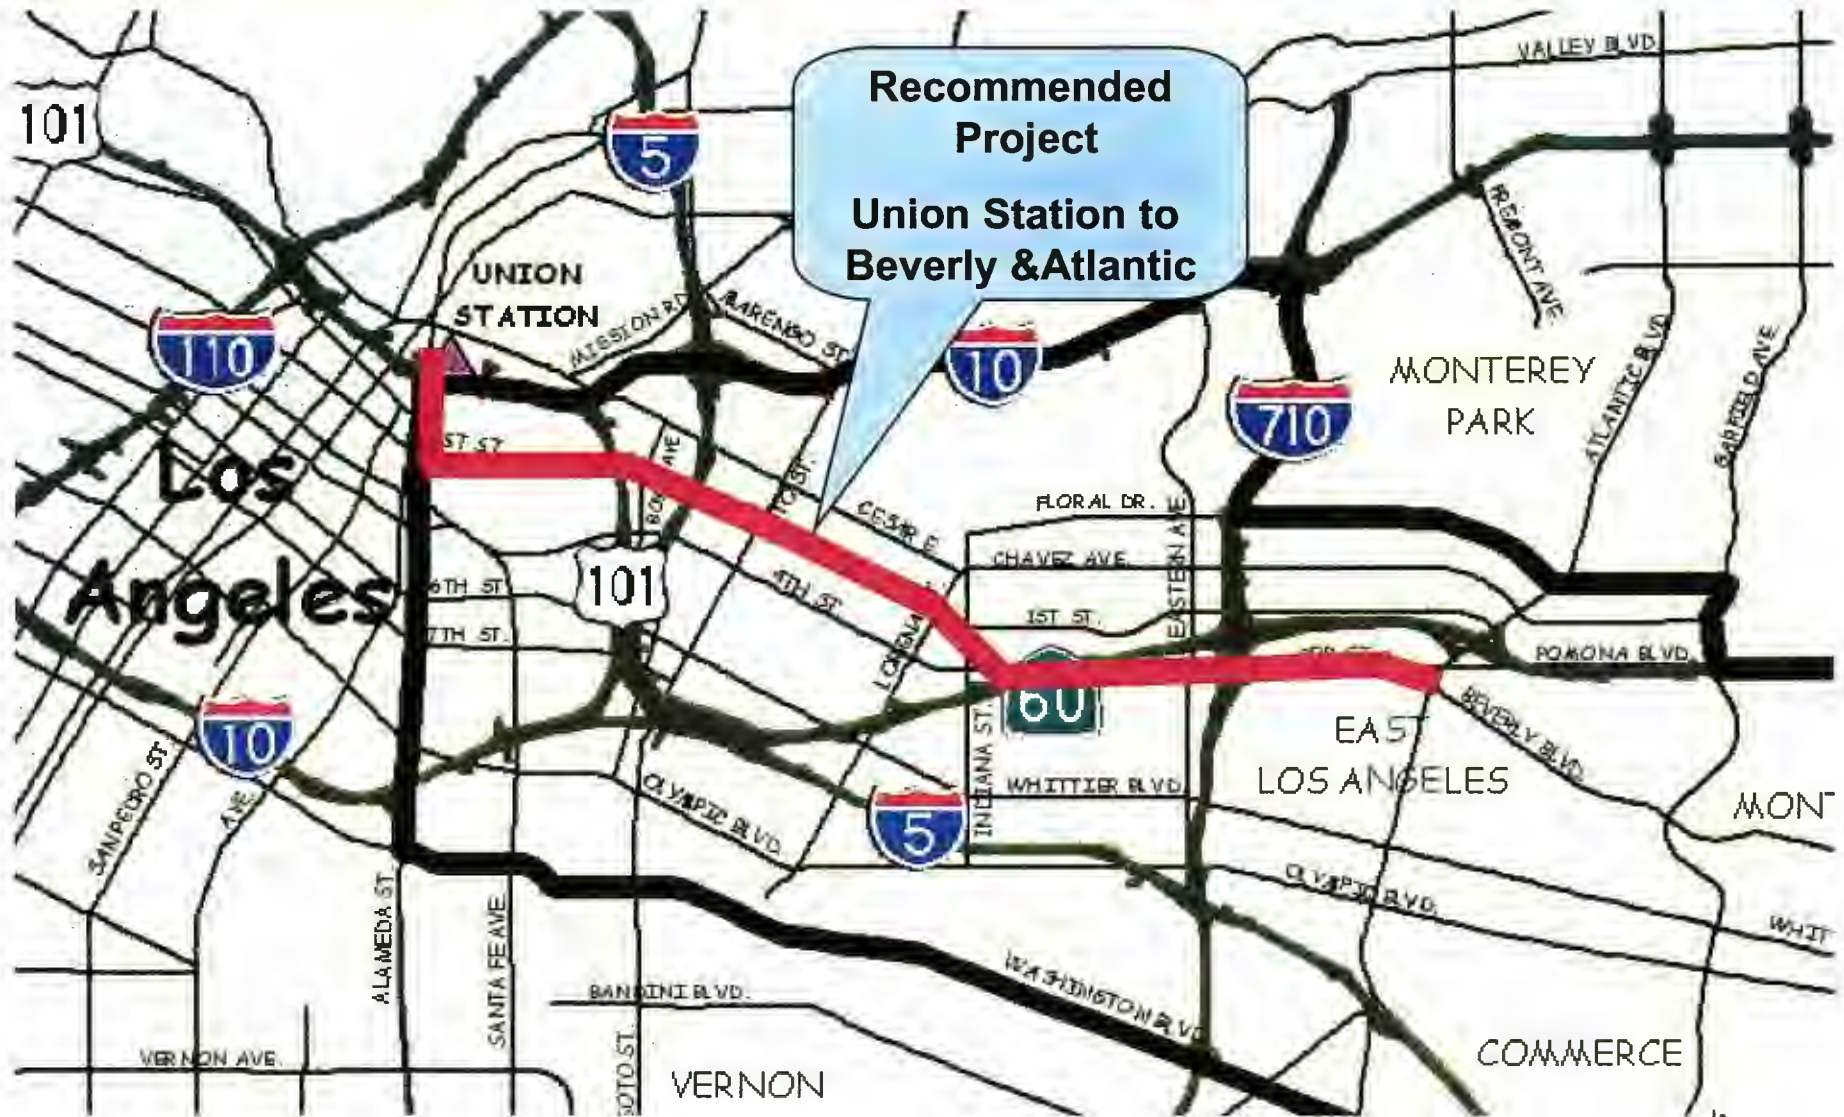 VALLEY BLVD.
101
5
Recommended
Project
Union Station to
Beverly &Atlantic
FREMONT AVE.
UNION
STATION
MISSION RD
MARENGO ST
110
10
710
MONTEREY
PARK
ATLANTIC BLVD
GARFIELD AVE.
ST ST
Los
Angeles
CESAR E.
FLORAL DR.
CHAVEZ AVE.
EASTERN AVE
101
4TH ST
6TH ST
7TH ST.
1ST ST.
POMONA BLVD
60
10
EAST
LOS ANGELES
BEVERLY BLVD.
SANPEDRO ST
AVE.
OLYMPIC BLVD.
5
INDIANA ST.
WHITTIER BLVD.
MONT
OLYMPIC BLVD.
WHIT
ALAMEDA ST
SANTA FE AVE.
BANDINI BLVD.
WASHINGTON BLVD
VERNON AVE.
SOTO ST.
VERNON
COMMERCE